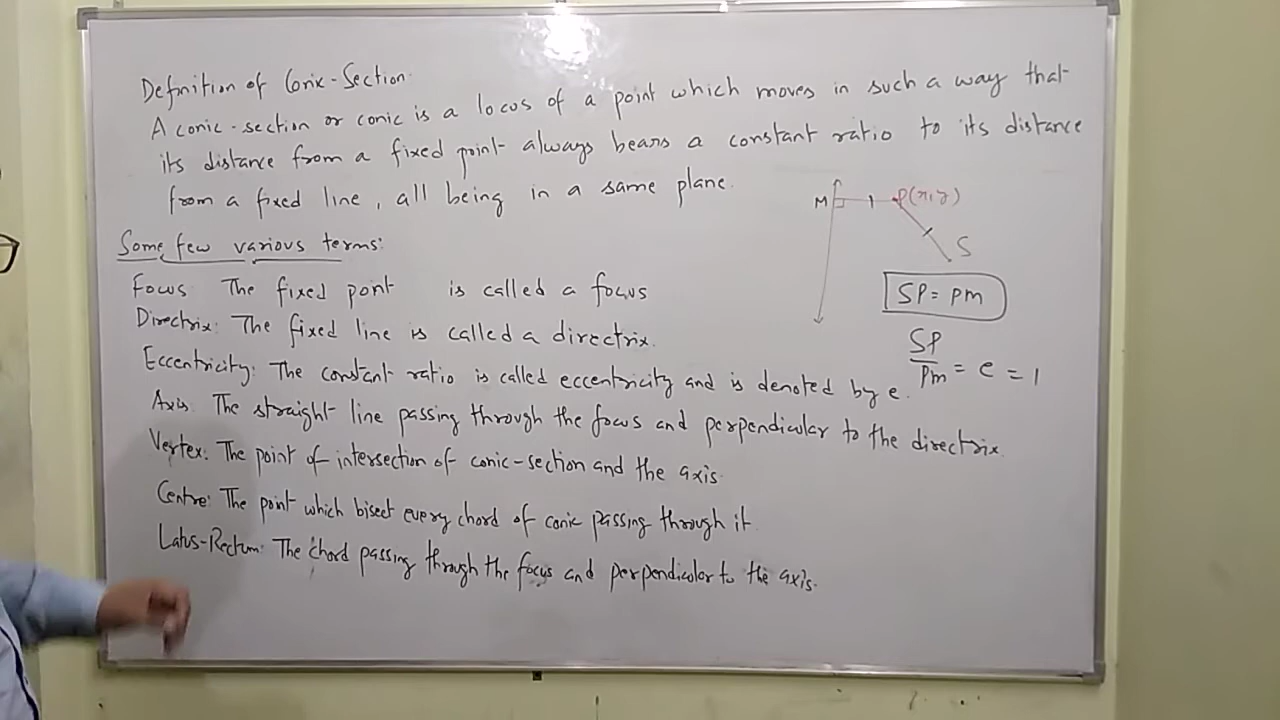 Definition of Conic-Section
A conic-section or conic is a locus of a point which moves in such a way that
its distance from a fixed point always bears a constant ratio to its distance
from a fixed line, all being in a same plane.
M P(x,y)
S
Some few various terms:
SP = PM
Focus: The fixed point is called a focus
Directrix: The fixed line is called a directrix.
SP/PM = e = 1
Eccentricity: The constant ratio is called eccentricity and is denoted by e.
Axis: The straight line passing through the focus and perpendicular to the directrix.
Vertex: The point of intersection of conic-section and the axis.
Centre: The point which bisect every chord of conic passing through it
Latus-Rectum: The chord passing through the focus and perpendicular to the axis.